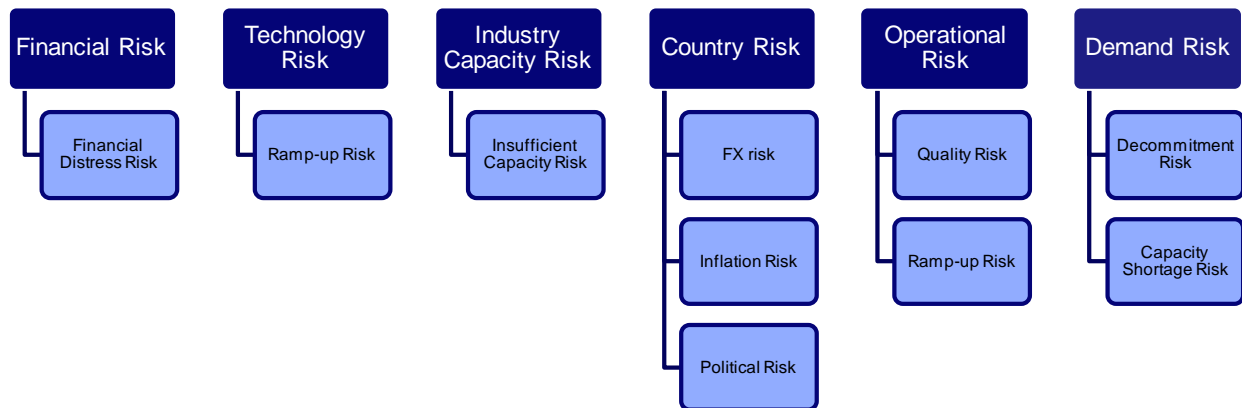 Financial Risk
Technology
Risk
Industry
Capacity Risk
Country Risk
Operational
Risk
Demand Risk
Financial
Distress Risk
Ramp-up Risk
Insufficient
Capacity Risk
FX risk
Quality Risk
Decommitment
Risk
Inflation Risk
Ramp-up Risk
Capacity
Shortage Risk
Political Risk